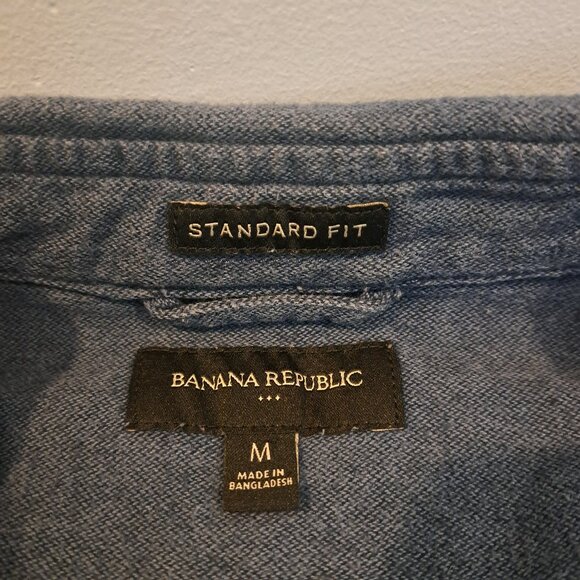 STANDARD FIT
BANANA REPUBLIC
M
MADE IN
BANGLADESH